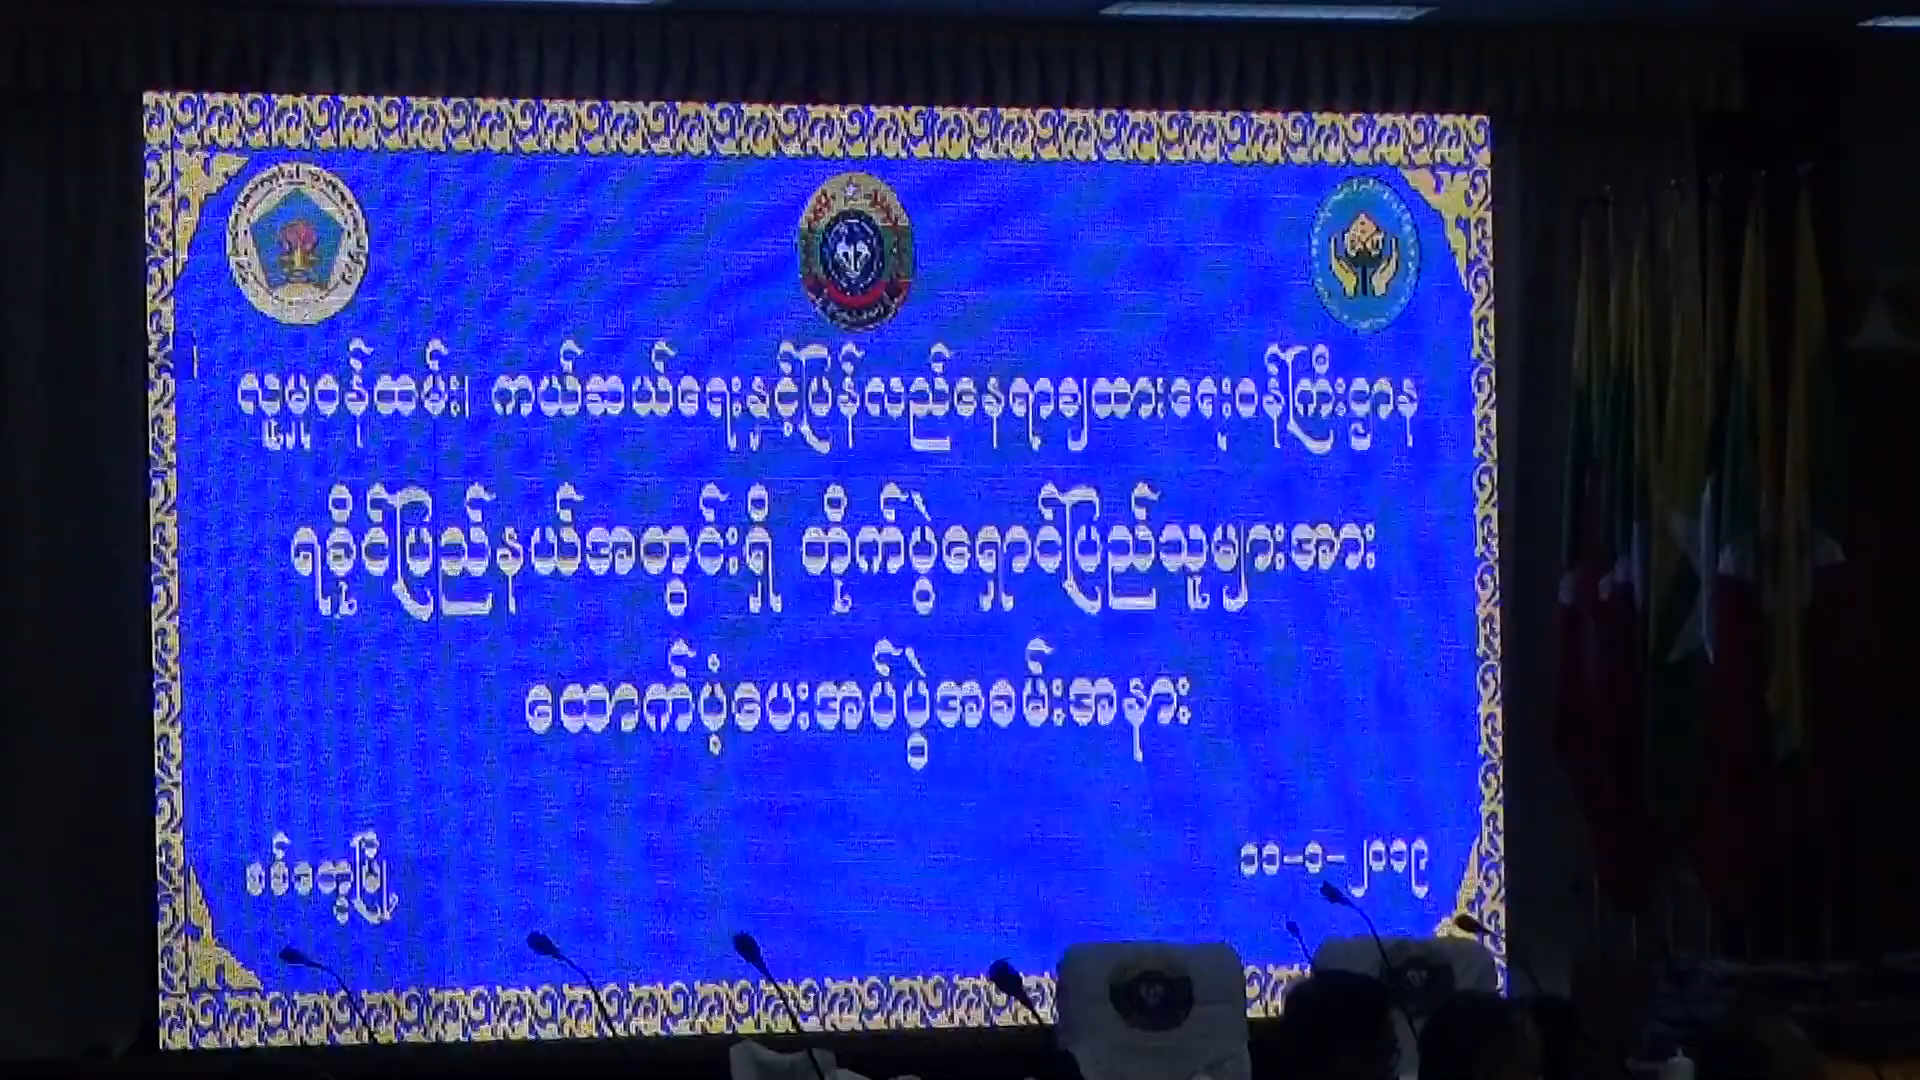 လူမှုဝန်ထမ်း၊ ကယ်ဆယ်ရေးနှင့်ပြန်လည်နေရာချထားရေးဝန်ကြီးဌာန
ရခိုင်ပြည်နယ်အတွင်းရှိ တိုက်ပွဲရှောင်ပြည်သူများအား
ထောက်ပံ့ပေးအပ်ပွဲအခမ်းအနား
စစ်တွေမြို့
၁၁-၁-၂၀၁၉